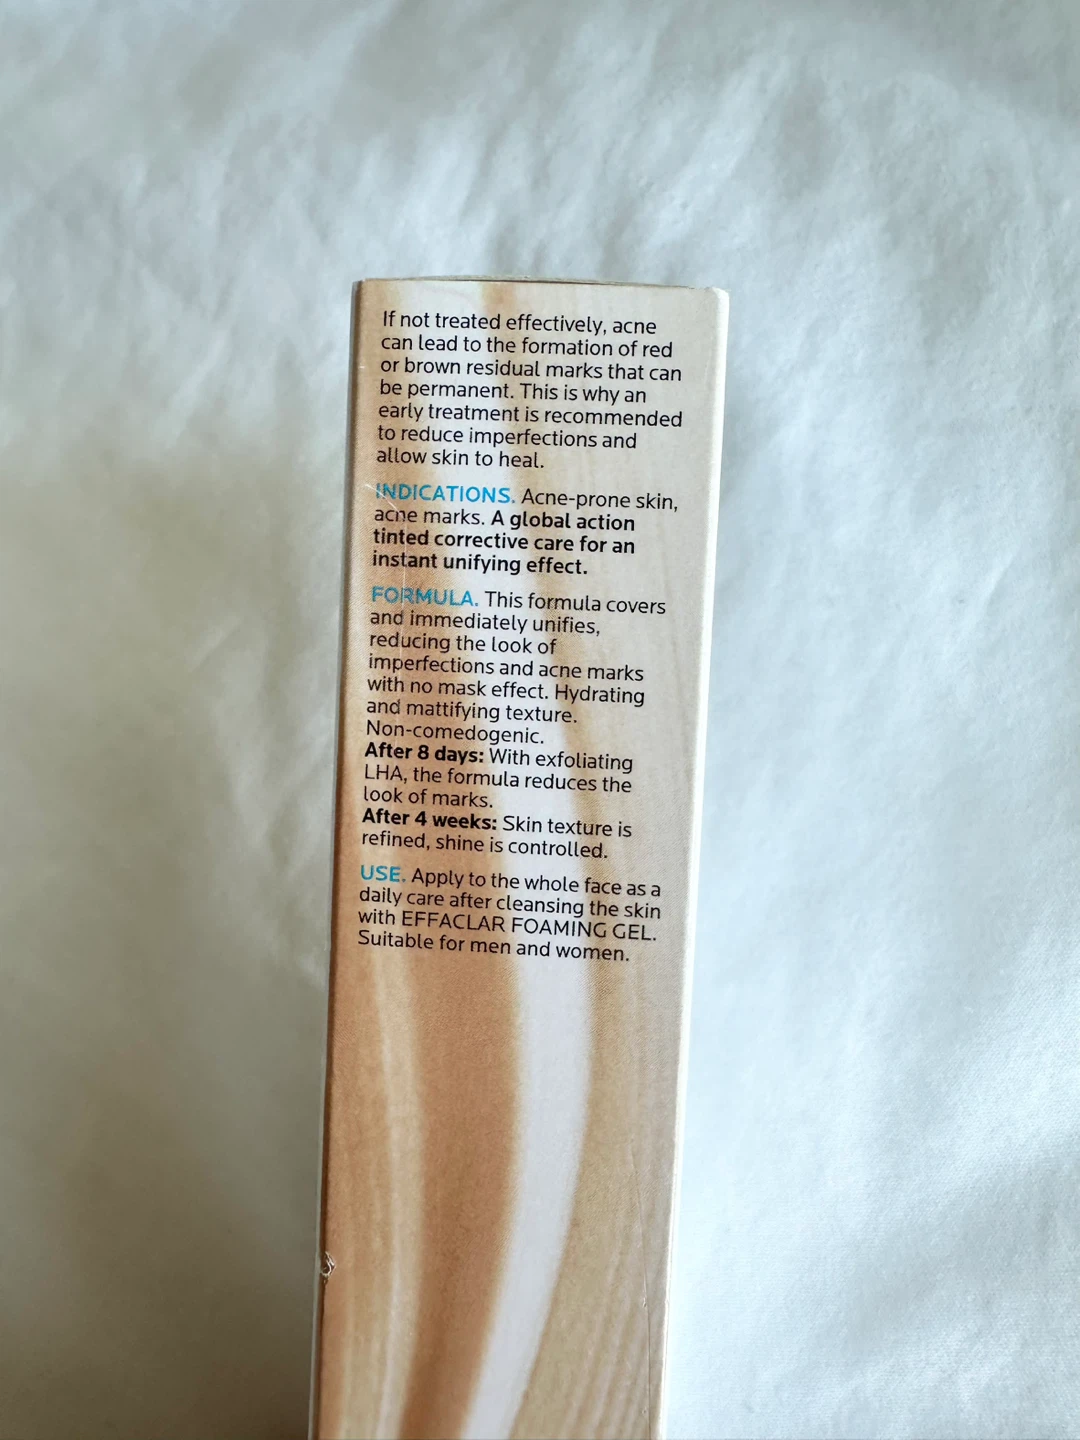 If not treated effectively, acne
can lead to the formation of red
or brown residual marks that can
be permanent. This is why an
early treatment is recommended
to reduce imperfections and
allow skin to heal.
INDICATIONS. Acne-prone skin,
acne marks. A global action
tinted corrective care for an
instant unifying effect.
FORMULA. This formula covers
and immediately unifies,
reducing the look of
imperfections and acne marks
with no mask effect. Hydrating
and mattifying texture.
Non-comedogenic.
After 8 days: With exfoliating
LHA, the formula reduces the
look of marks.
After 4 weeks: Skin texture is
refined, shine is controlled.
USE. Apply to the whole face as a
daily care after cleansing the skin
with EFFACLAR FOAMING GEL.
Suitable for men and women.